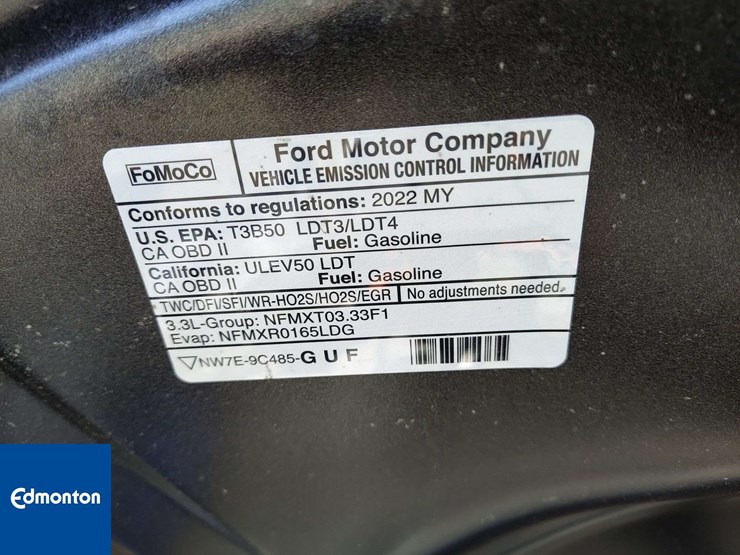 FoMoCo
Ford Motor Company
VEHICLE EMISSION CONTROL INFORMATION
Conforms to regulations: 2022 MY
U.S. EPA: T3B50 LDT3/LDT4
CA OBD II Fuel: Gasoline
California: ULEV50 LDT
CA OBD II Fuel: Gasoline
TWC/DFI/SFI/WR-HO2S/HO2S/EGR No adjustments needed.
3.3L-Group: NFMXT03.33F1
Evap: NFMXR0165LDG
NW7E-9C485-G U F
Edmonton